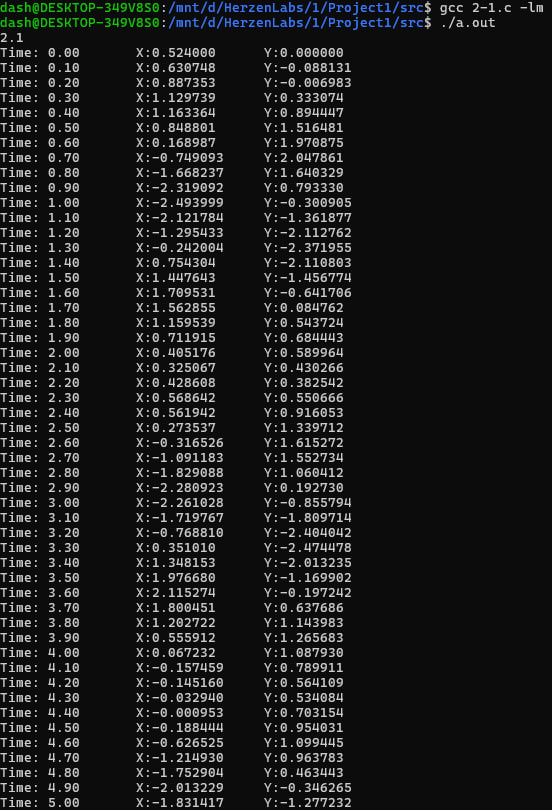 dash@DESKTOP-349V8S0:/mnt/d/HerzenLabs/1/Project1/src$ gcc 2-1.c -lm
dash@DESKTOP-349V8S0:/mnt/d/HerzenLabs/1/Project1/src$ ./a.out
2.1
Time: 0.00 X:0.524000 Y:0.000000
Time: 0.10 X:0.630748 Y:-0.088131
Time: 0.20 X:0.887353 Y:-0.006983
Time: 0.30 X:1.129739 Y:0.333074
Time: 0.40 X:1.163364 Y:0.894447
Time: 0.50 X:0.848801 Y:1.516481
Time: 0.60 X:0.168987 Y:1.970875
Time: 0.70 X:-0.749093 Y:2.047861
Time: 0.80 X:-1.668237 Y:1.640329
Time: 0.90 X:-2.319092 Y:0.793330
Time: 1.00 X:-2.493999 Y:-0.300905
Time: 1.10 X:-2.121784 Y:-1.361877
Time: 1.20 X:-1.295433 Y:-2.112762
Time: 1.30 X:-0.242004 Y:-2.371955
Time: 1.40 X:0.754304 Y:-2.110803
Time: 1.50 X:1.447643 Y:-1.456774
Time: 1.60 X:1.709531 Y:-0.641706
Time: 1.70 X:1.562855 Y:0.084762
Time: 1.80 X:1.159539 Y:0.543724
Time: 1.90 X:0.711915 Y:0.684443
Time: 2.00 X:0.405176 Y:0.589964
Time: 2.10 X:0.325067 Y:0.430266
Time: 2.20 X:0.428608 Y:0.382542
Time: 2.30 X:0.568642 Y:0.550666
Time: 2.40 X:0.561942 Y:0.916053
Time: 2.50 X:0.273537 Y:1.339712
Time: 2.60 X:-0.316526 Y:1.615272
Time: 2.70 X:-1.091183 Y:1.552734
Time: 2.80 X:-1.829088 Y:1.060412
Time: 2.90 X:-2.280923 Y:0.192730
Time: 3.00 X:-2.261028 Y:-0.855794
Time: 3.10 X:-1.719767 Y:-1.809714
Time: 3.20 X:-0.768810 Y:-2.404042
Time: 3.30 X:0.351010 Y:-2.474478
Time: 3.40 X:1.348153 Y:-2.013235
Time: 3.50 X:1.976680 Y:-1.169902
Time: 3.60 X:2.115274 Y:-0.197242
Time: 3.70 X:1.800451 Y:0.637686
Time: 3.80 X:1.202722 Y:1.143983
Time: 3.90 X:0.555912 Y:1.265683
Time: 4.00 X:0.067232 Y:1.087930
Time: 4.10 X:-0.157459 Y:0.789911
Time: 4.20 X:-0.145160 Y:0.564109
Time: 4.30 X:-0.032940 Y:0.534084
Time: 4.40 X:-0.000953 Y:0.703154
Time: 4.50 X:-0.188444 Y:0.954031
Time: 4.60 X:-0.626525 Y:1.099445
Time: 4.70 X:-1.214930 Y:0.963783
Time: 4.80 X:-1.752904 Y:0.463443
Time: 4.90 X:-2.013229 Y:-0.346265
Time: 5.00 X:-1.831417 Y:-1.277232